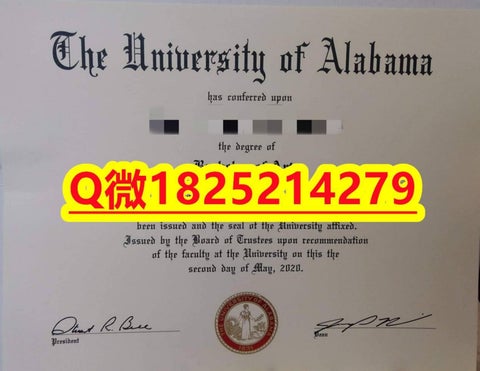 The University of Alabama
has conferred upon
the degree of
Q微1825214279
been issued and the seal of the University affixed.
Issued by the Board of Trustees upon recommendation
of the faculty at the University on this the
second day of May, 2020.
President
Dean